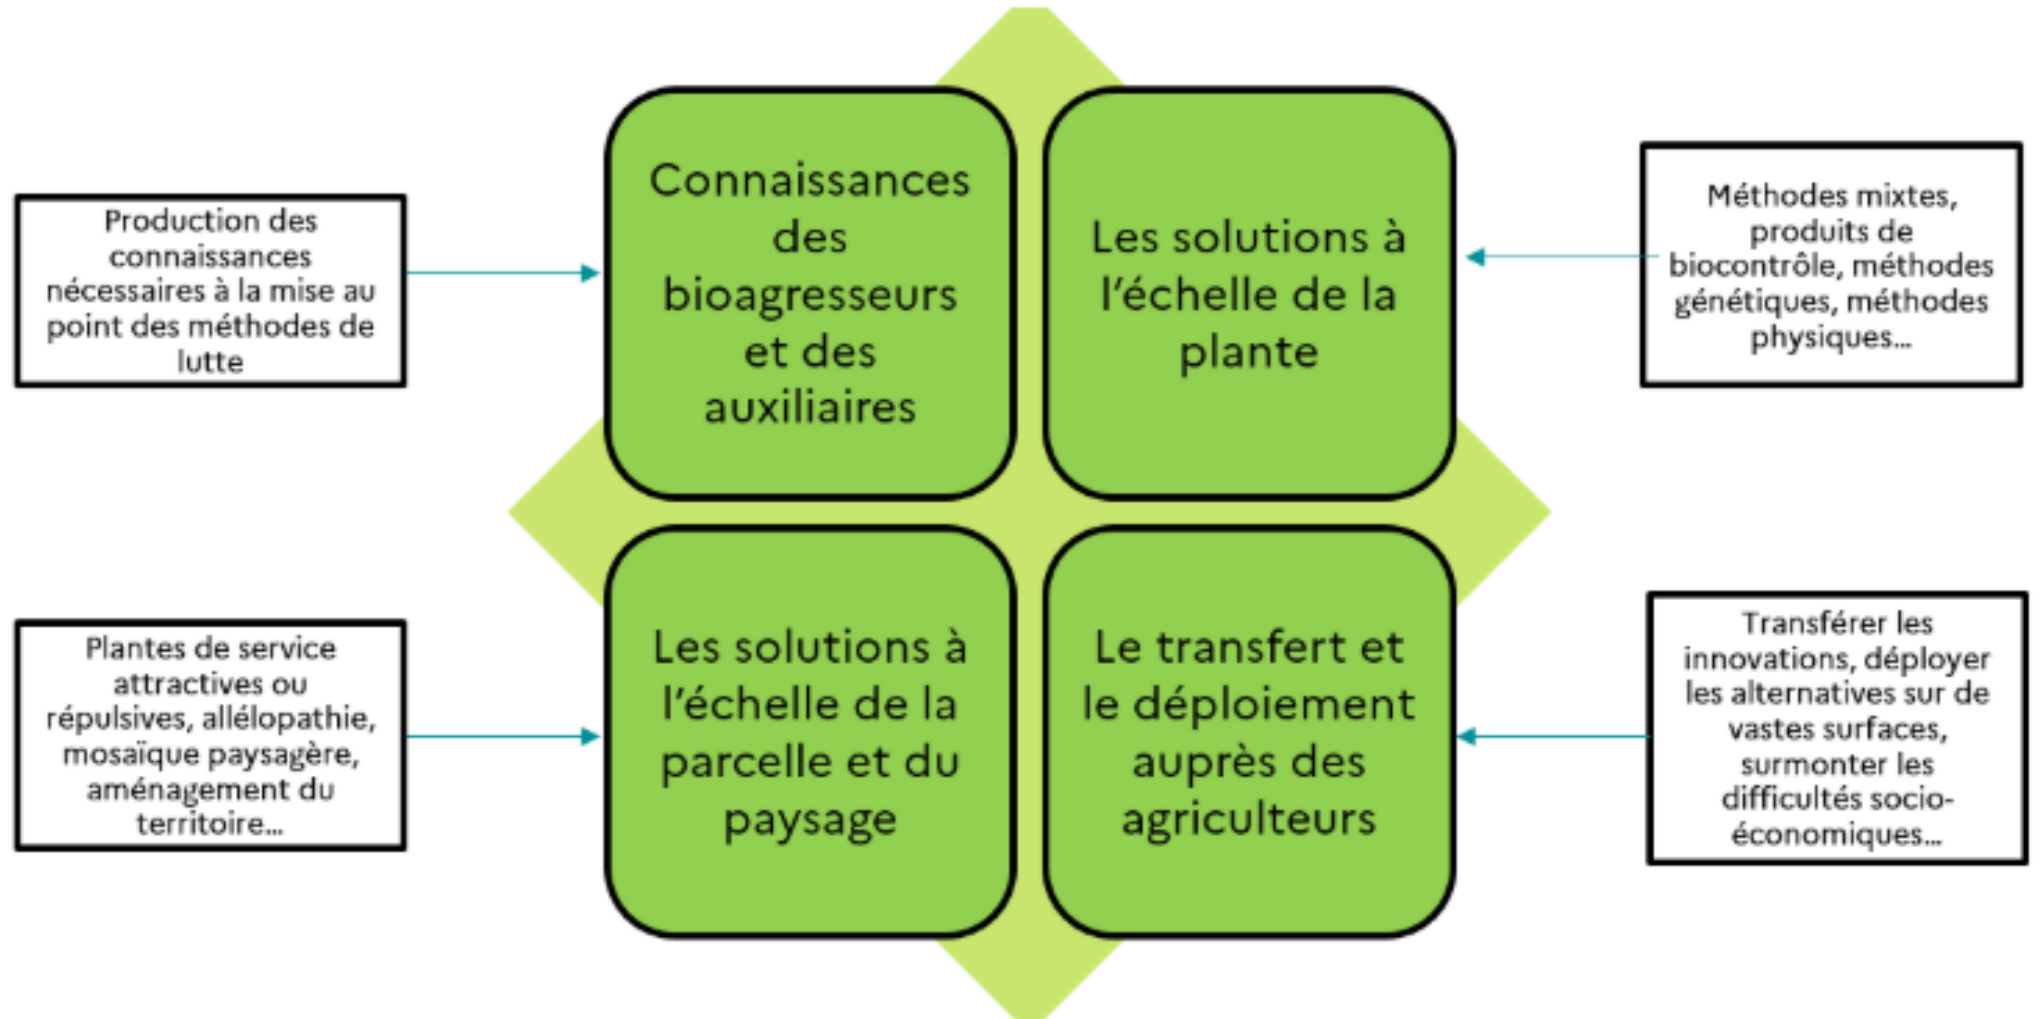 Production des
connaissances
nécessaires à la mise au
point des méthodes de
lutte
Connaissances
des
bioagresseurs
et des
auxiliaires
Les solutions à
l'échelle de la
plante
Méthodes mixtes,
produits de
biocontrôle, méthodes
génétiques, méthodes
physiques...
Plantes de service
attractives ou
répulsives, allélopathie,
mosaïque paysagère,
aménagement du
territoire...
Les solutions à
l'échelle de la
parcelle et du
paysage
Le transfert et
le déploiement
auprès des
agriculteurs
Transférer les
innovations, déployer
les alternatives sur de
vastes surfaces,
surmonter les
difficultés socio-
économiques...